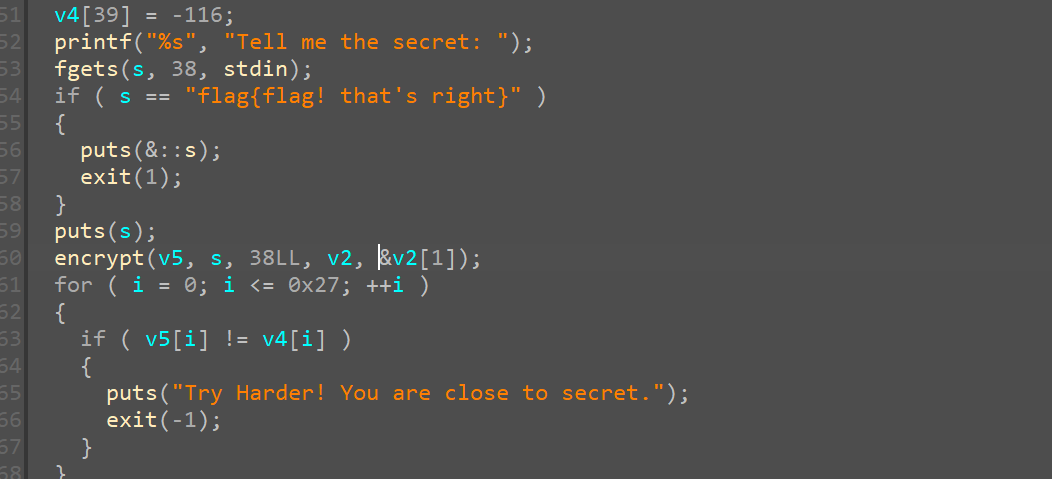 51 v4[39] = -116;
52 printf("%s", "Tell me the secret: ");
53 fgets(s, 38, stdin);
54 if ( s == "flag{flag! that's right}" )
55 {
56 puts(&::s);
57 exit(1);
58 }
59 puts(s);
60 encrypt(v5, s, 38LL, v2, &v2[1]);
61 for ( i = 0; i <= 0x27; ++i )
62 {
63 if ( v5[i] != v4[i] )
64 {
65 puts("Try Harder! You are close to secret.");
66 exit(-1);
67 }
68 }